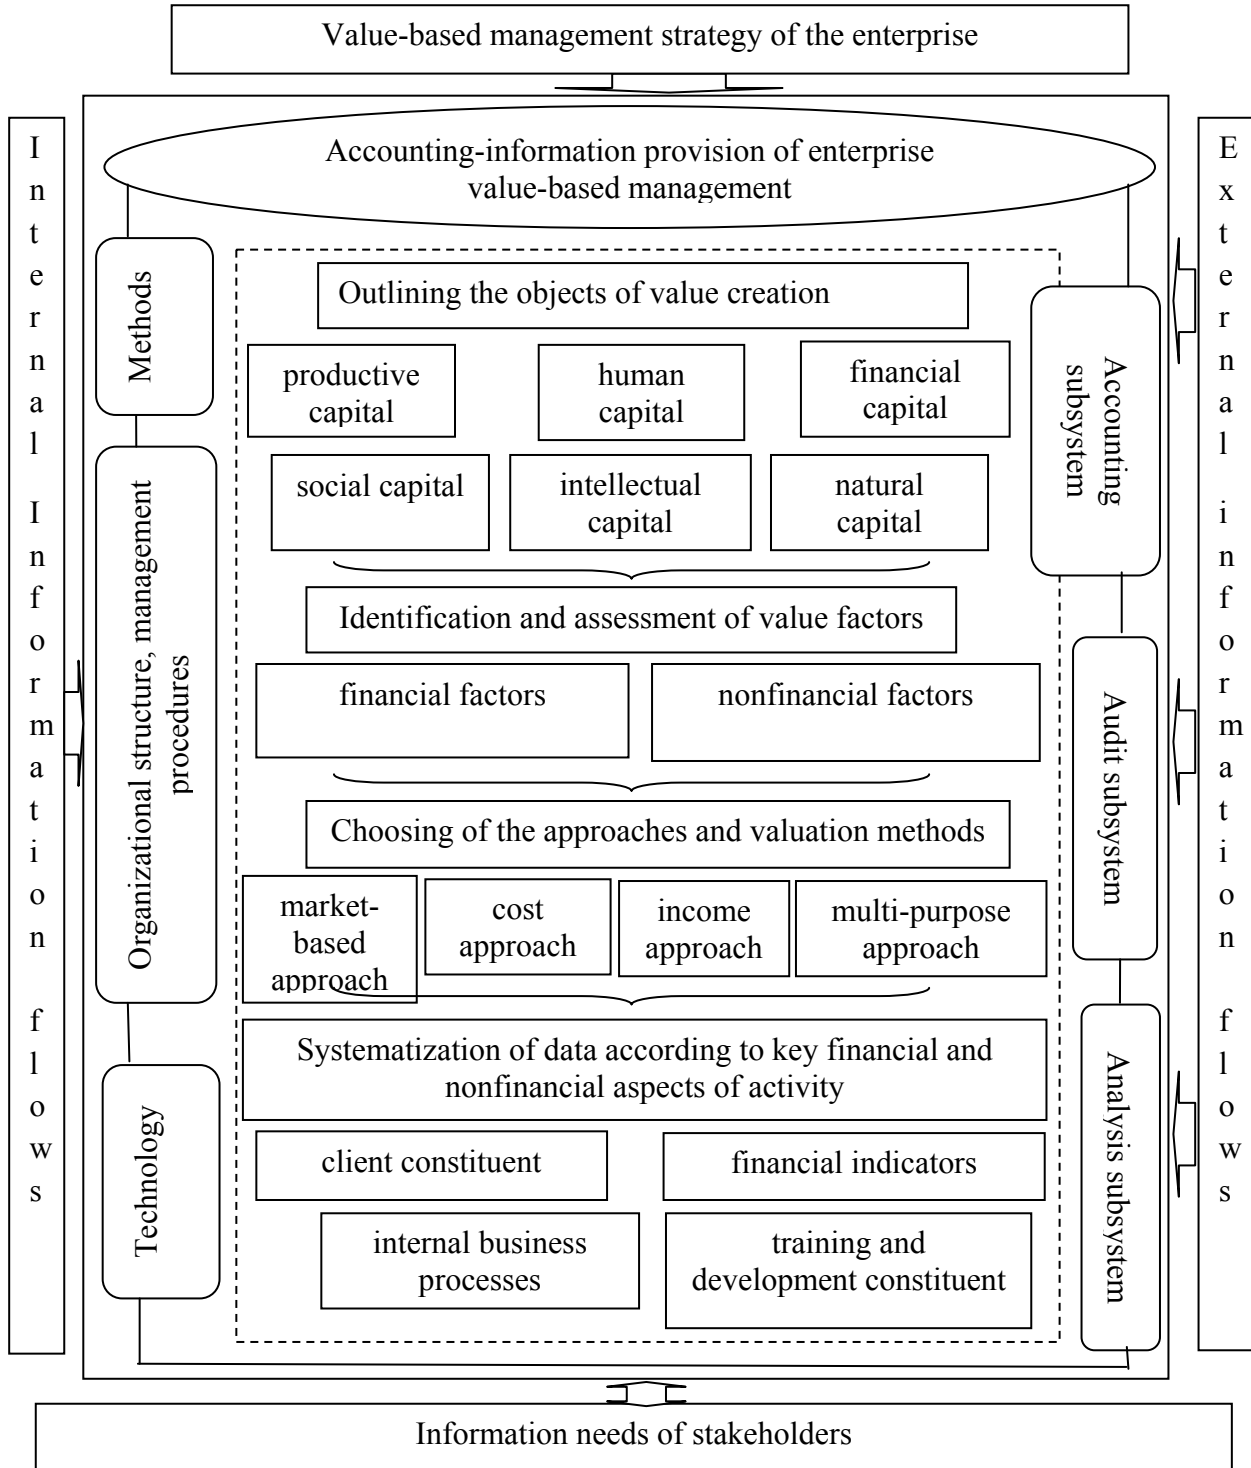 Value-based management strategy of the enterprise
Accounting-information provision of enterprise
value-based management
Internal Information flows
External information flows
Methods
Organizational structure, management
procedures
Technology
Outlining the objects of value creation
productive
capital
human
capital
financial
capital
social capital
intellectual
capital
natural
capital
Identification and assessment of value factors
financial factors
nonfinancial factors
Choosing of the approaches and valuation methods
market-
based
approach
cost
approach
income
approach
multi-purpose
approach
Systematization of data according to key financial and
nonfinancial aspects of activity
client constituent
financial indicators
internal business
processes
training and
development constituent
Accounting
subsystem
Audit subsystem
Analysis subsystem
Information needs of stakeholders